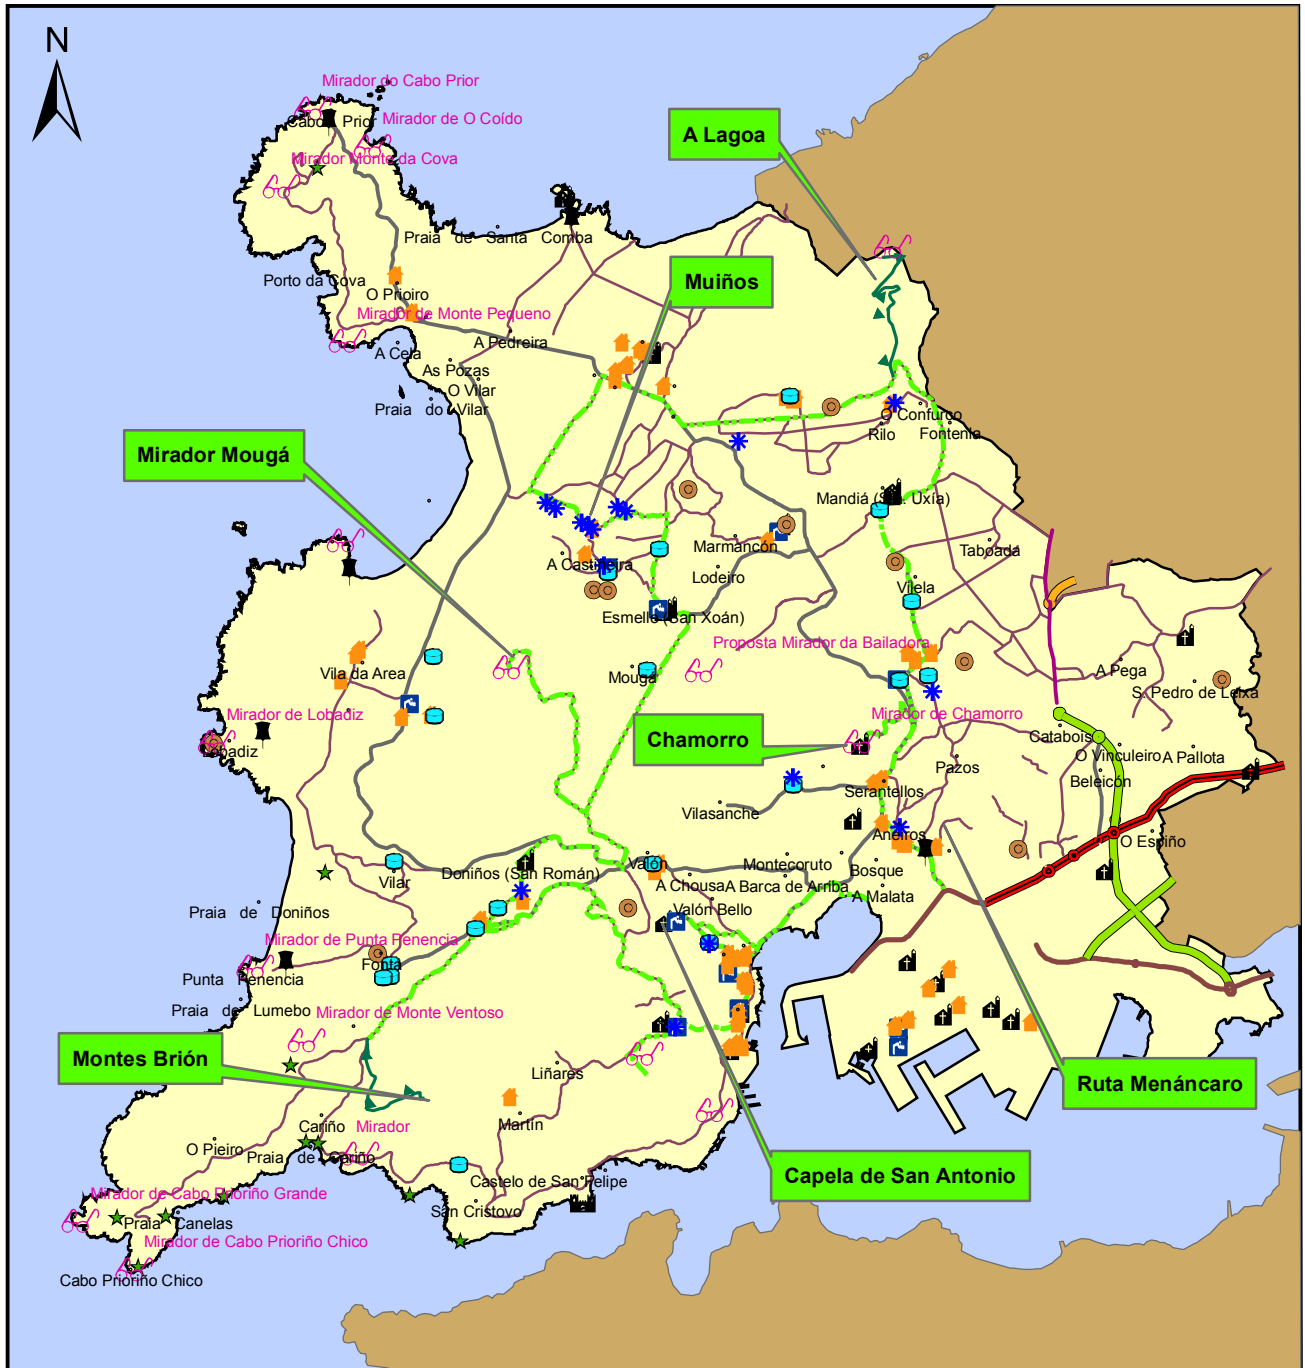 N
Mirador do Cabo Prior
Cabo Prior
Mirador de O Coído
Mirador Monte da Cova
A Lagoa
Praia de Santa Comba
Porto da Cova
O Prioiro
Muiños
Mirador de Monte Pequeno
A Pedreira
A Cela
As Pozas
O Vilar
Praia do Vilar
O Confurco
Rilo
Fontenla
Mirador Mougá
Mandiá (Sta. Uxía)
Marmancón
Taboada
A Castiñeira
Lodeiro
Vilela
Esmelle (San Xoán)
Proposta Mirador da Bailadora
Vila da Area
Mougá
A Pega
S. Pedro de Leixa
Mirador de Lobadiz
Mirador de Chamorro
Lobadiz
Chamorro
Catabois
O Vinculeiro
A Pallota
Pazos
Beleicón
Serantellos
Vilasanche
Aneiros
O Espiño
Valón
Montecoruto
Bosque
Doniños (San Román)
Vilar
A Chousa
A Barca de Arriba
A Malata
Praia de Doniños
Valón Bello
Mirador de Punta Penencia
Fontá
Punta Penencia
Praia de Lumebo
Mirador de Monte Ventoso
Montes Brión
Liñares
Ruta Menáncaro
Martín
Cariño
Mirador
O Pieiro
Praia de Cariño
Capela de San Antonio
Castelo de San Felipe
Mirador de Cabo Prioriño Grande
San Cristovo
Praia Canelas
Mirador de Cabo Prioriño Chico
Cabo Prioriño Chico